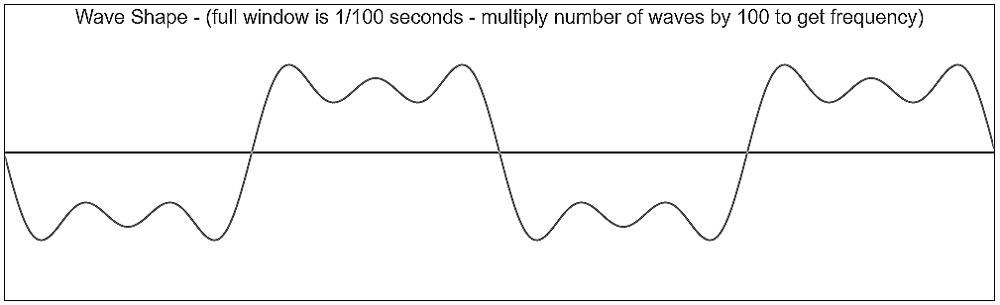 Wave Shape - (full window is 1/100 seconds - multiply number of waves by 100 to get frequency)